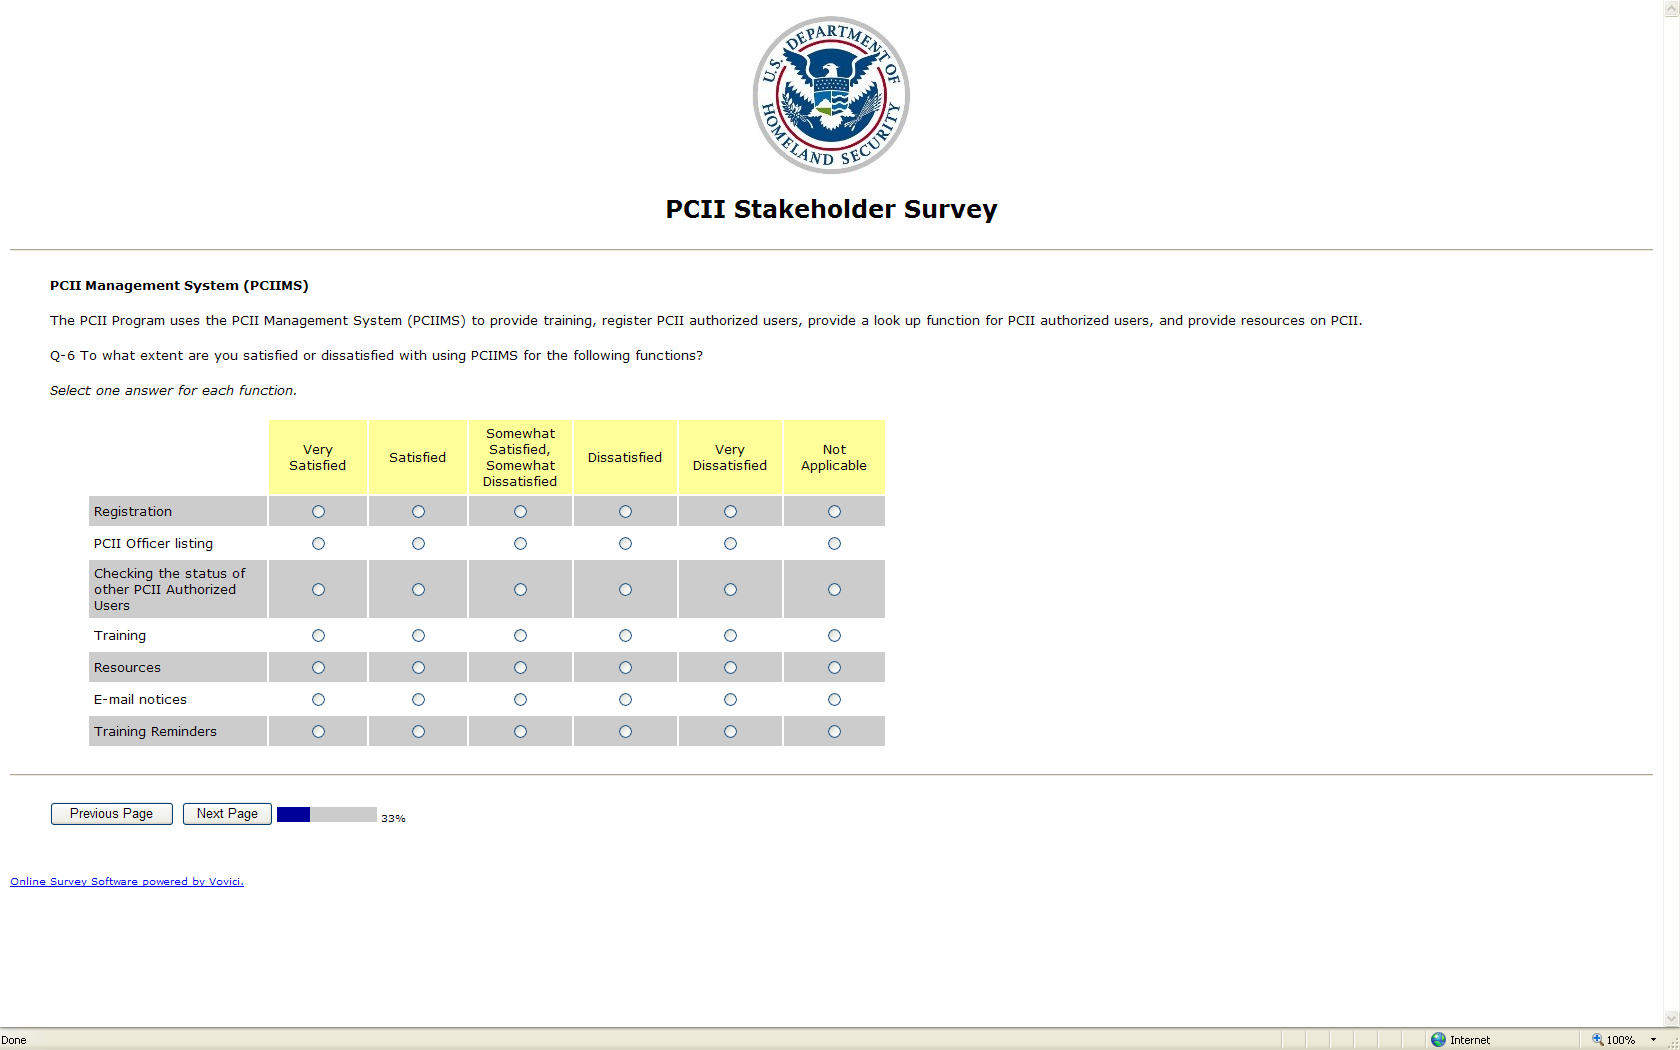 U.S. DEPARTMENT OF
HOMELAND SECURITY
PCII Stakeholder Survey
PCII Management System (PCIIMS)
The PCII Program uses the PCII Management System (PCIIMS) to provide training, register PCII authorized users, provide a look up function for PCII authorized users, and provide resources on PCII.
Q-6 To what extent are you satisfied or dissatisfied with using PCIIMS for the following functions?
Select one answer for each function.
Very
Satisfied
Satisfied
Somewhat
Satisfied,
Somewhat
Dissatisfied
Dissatisfied
Very
Dissatisfied
Not
Applicable
Registration
PCII Officer listing
Checking the status of
other PCII Authorized
Users
Training
Resources
E-mail notices
Training Reminders
Previous Page Next Page 33%
Online Survey Software powered by Vovici.
Done Internet 100%